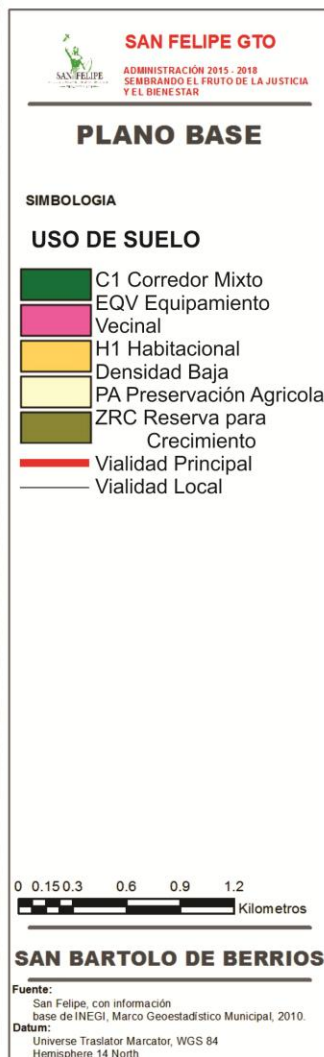 SAN FELIPE GTO
SAN FELIPE
ADMINISTRACIÓN 2015 - 2018
SEMBRANDO EL FRUTO DE LA JUSTICIA
Y EL BIENESTAR
PLANO BASE
SIMBOLOGIA
USO DE SUELO
C1 Corredor Mixto
EQV Equipamiento
Vecinal
H1 Habitacional
Densidad Baja
PA Preservación Agricola
ZRC Reserva para
Crecimiento
Vialidad Principal
Vialidad Local
0 0.15 0.3 0.6 0.9 1.2
Kilometros
SAN BARTOLO DE BERRIOS
Fuente:
San Felipe, con información
base de INEGI, Marco Geoestadístico Municipal, 2010.
Datum:
Universe Traslator Marcator, WGS 84
Hemisphere 14 North